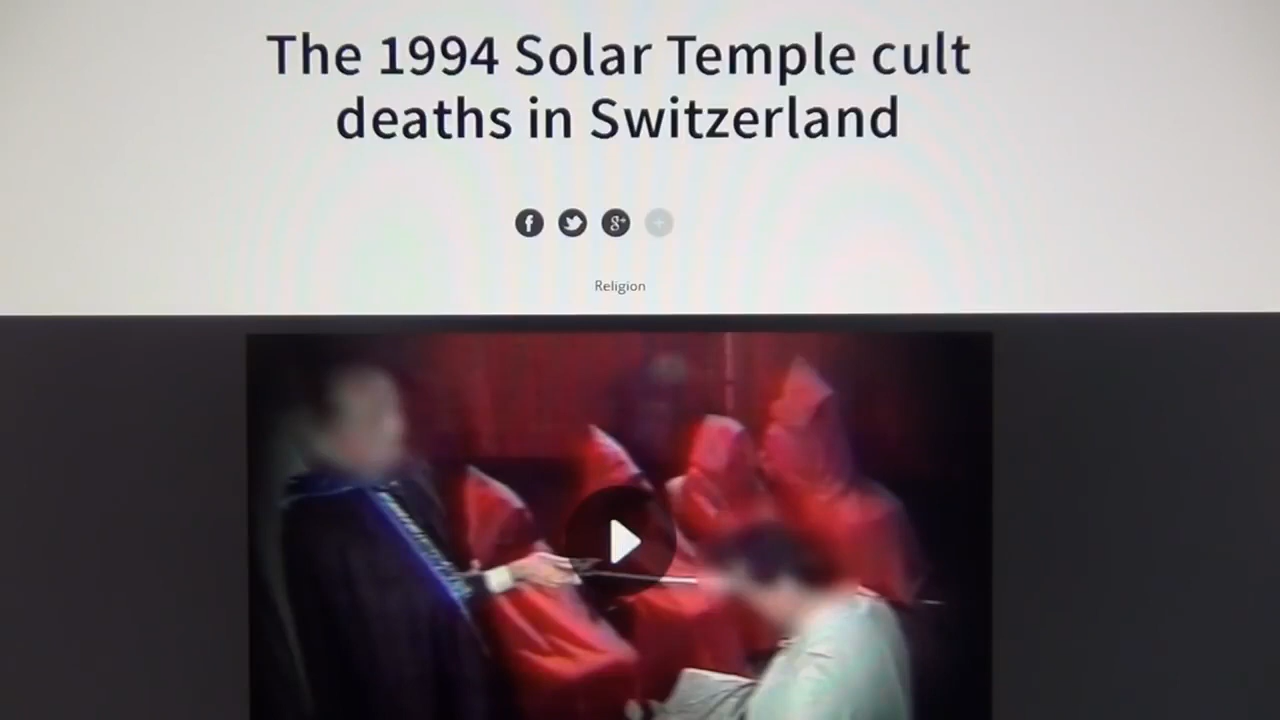 The 1994 Solar Temple cult
deaths in Switzerland
f
g+
+
Religion